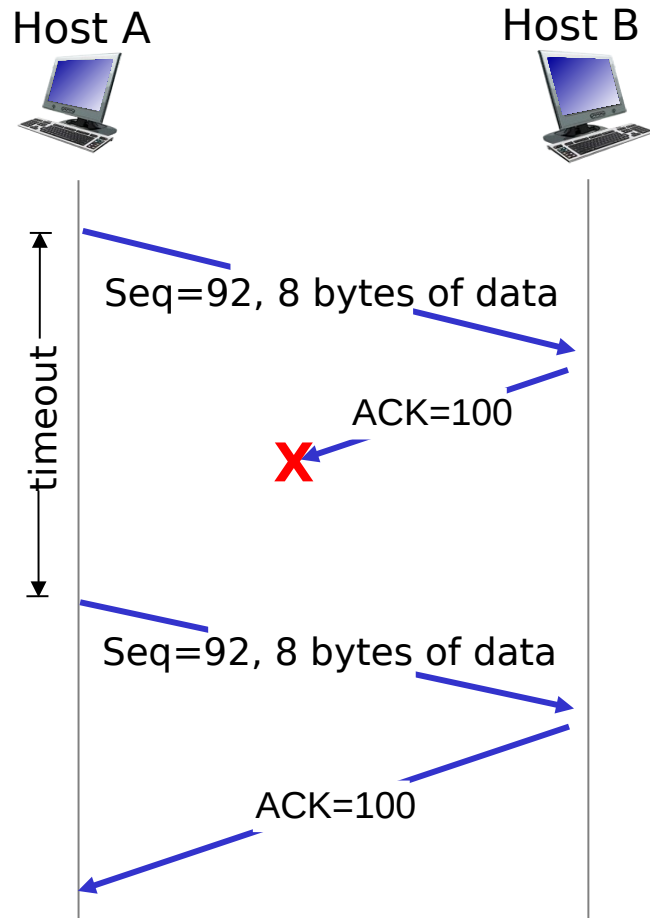 Host A
Host B
Seq=92, 8 bytes of data
ACK=100
X
timeout
Seq=92, 8 bytes of data
ACK=100